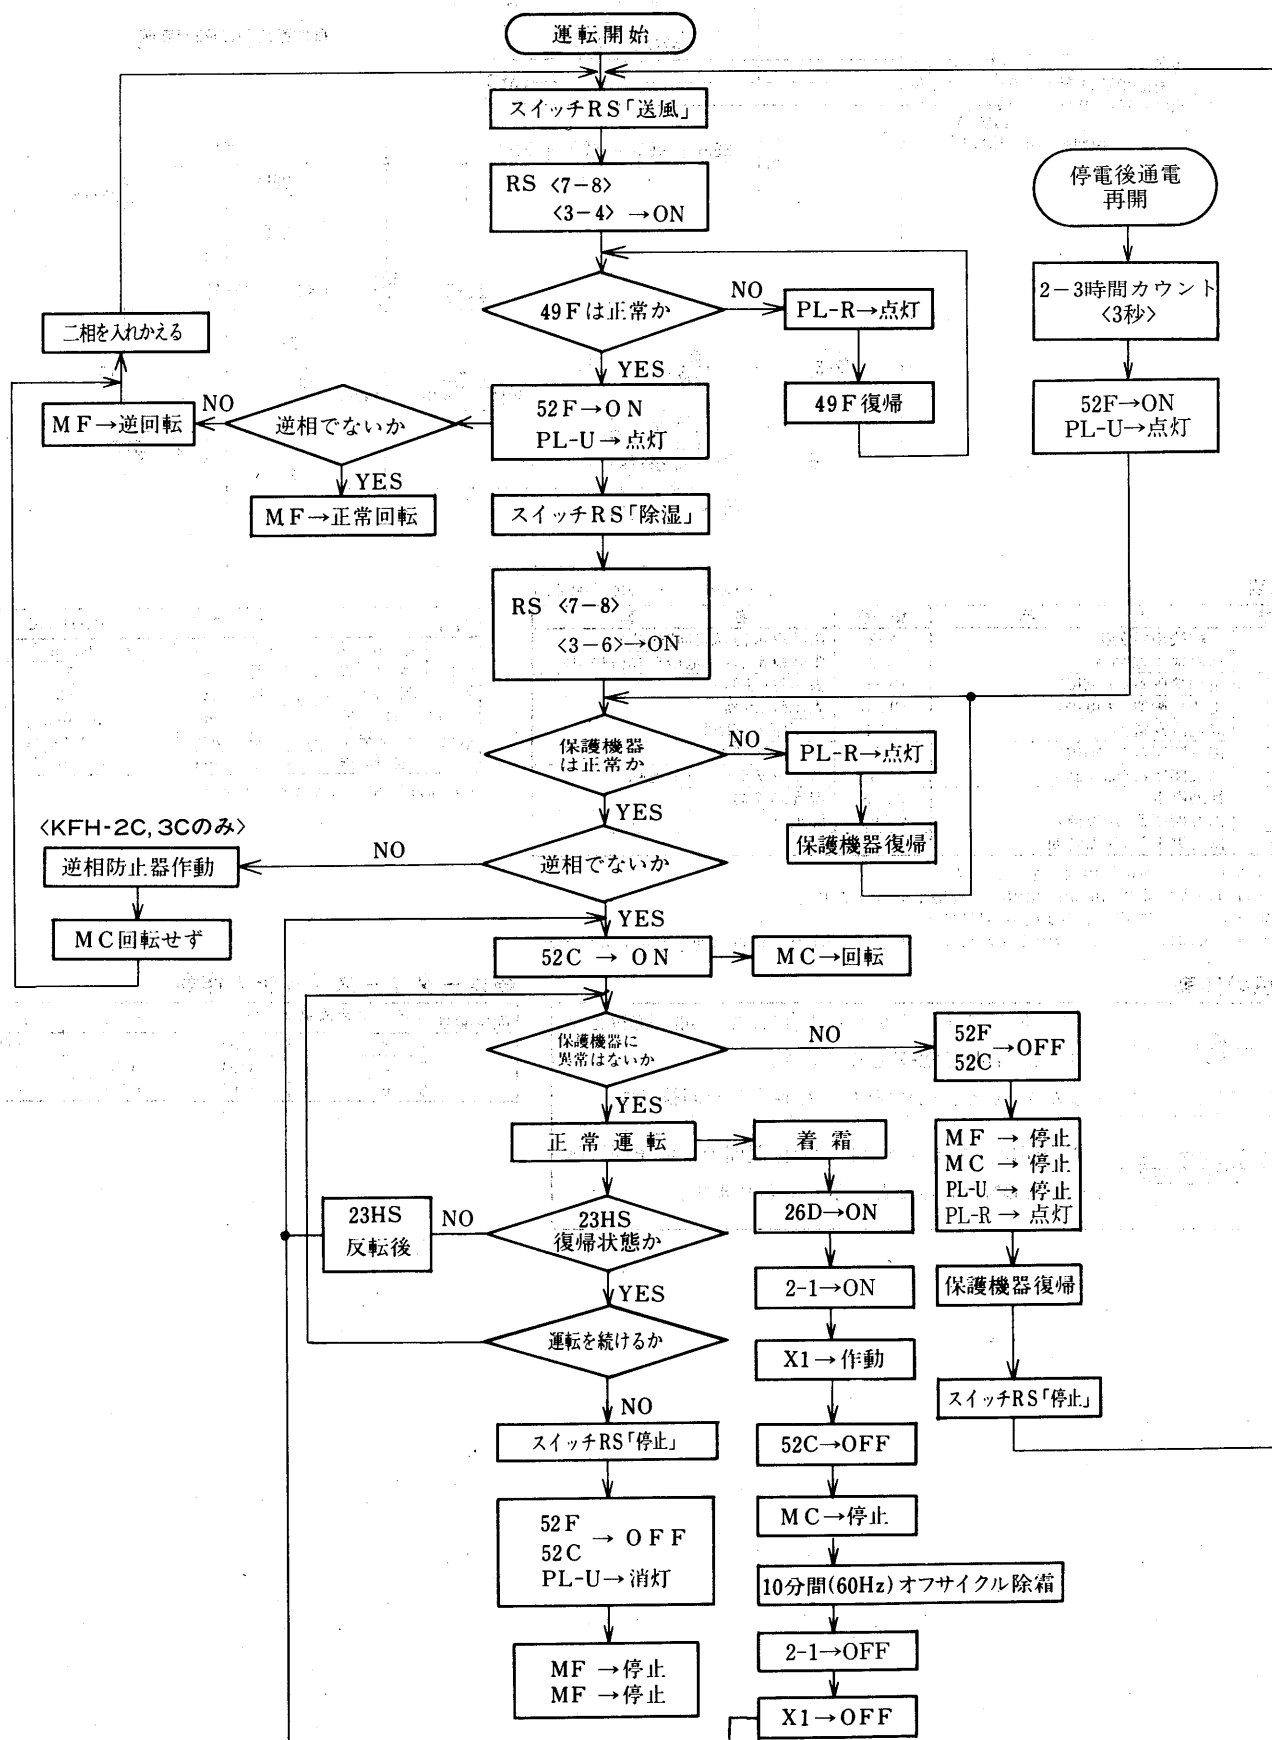 運転開始
スイッチRS「送風」
RS <7-8>
<3-4> →ON
49Fは正常か
NO
PL-R→点灯
49F復帰
YES
52F→ON
PL-U→点灯
逆相でないか
NO
MF→逆回転
二相を入れかえる
YES
MF→正常回転
停電後通電
再開
2-3時間カウント
<3秒>
52F→ON
PL-U→点灯
スイッチRS「除湿」
RS <7-8>
<3-6>→ON
保護機器
は正常か
NO
PL-R→点灯
保護機器復帰
YES
逆相でないか
NO
<KFH-2C,3Cのみ>
逆相防止器作動
MC回転せず
YES
52C → ON
MC→回転
保護機器に
異常はないか
NO
52F
52C →OFF
MF → 停止
MC → 停止
PL-U → 停止
PL-R → 点灯
保護機器復帰
スイッチRS「停止」
YES
正常運転
着霜
26D→ON
2-1→ON
X1→作動
52C→OFF
MC→停止
10分間(60Hz)オフサイクル除霜
2-1→OFF
X1→OFF
23HS
復帰状態か
NO
23HS
反転後
YES
運転を続けるか
NO
スイッチRS「停止」
52F
52C → OFF
PL-U→消灯
MF →停止
MF →停止